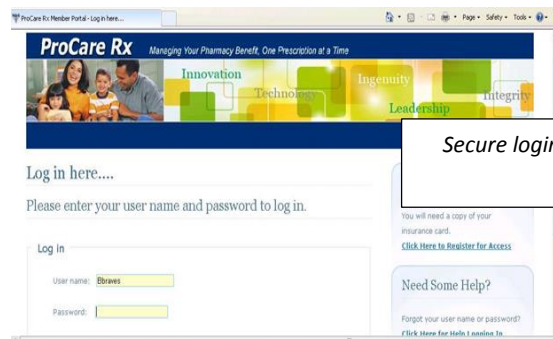 ProCare Rx Member Portal - Log in here....
Page Safety Tools
ProCare Rx Managing Your Pharmacy Benefit, One Prescription at a Time
Innovation
Technology
Ingenuity
Leadership
Integrity
Secure login
Log in here....
Please enter your user name and password to log in.
You will need a copy of your
insurance card.
Click Here to Register for Access
Log in
User name: Ebraves
Password:
Need Some Help?
Forgot your user name or password?
Click Here for Help Logging In